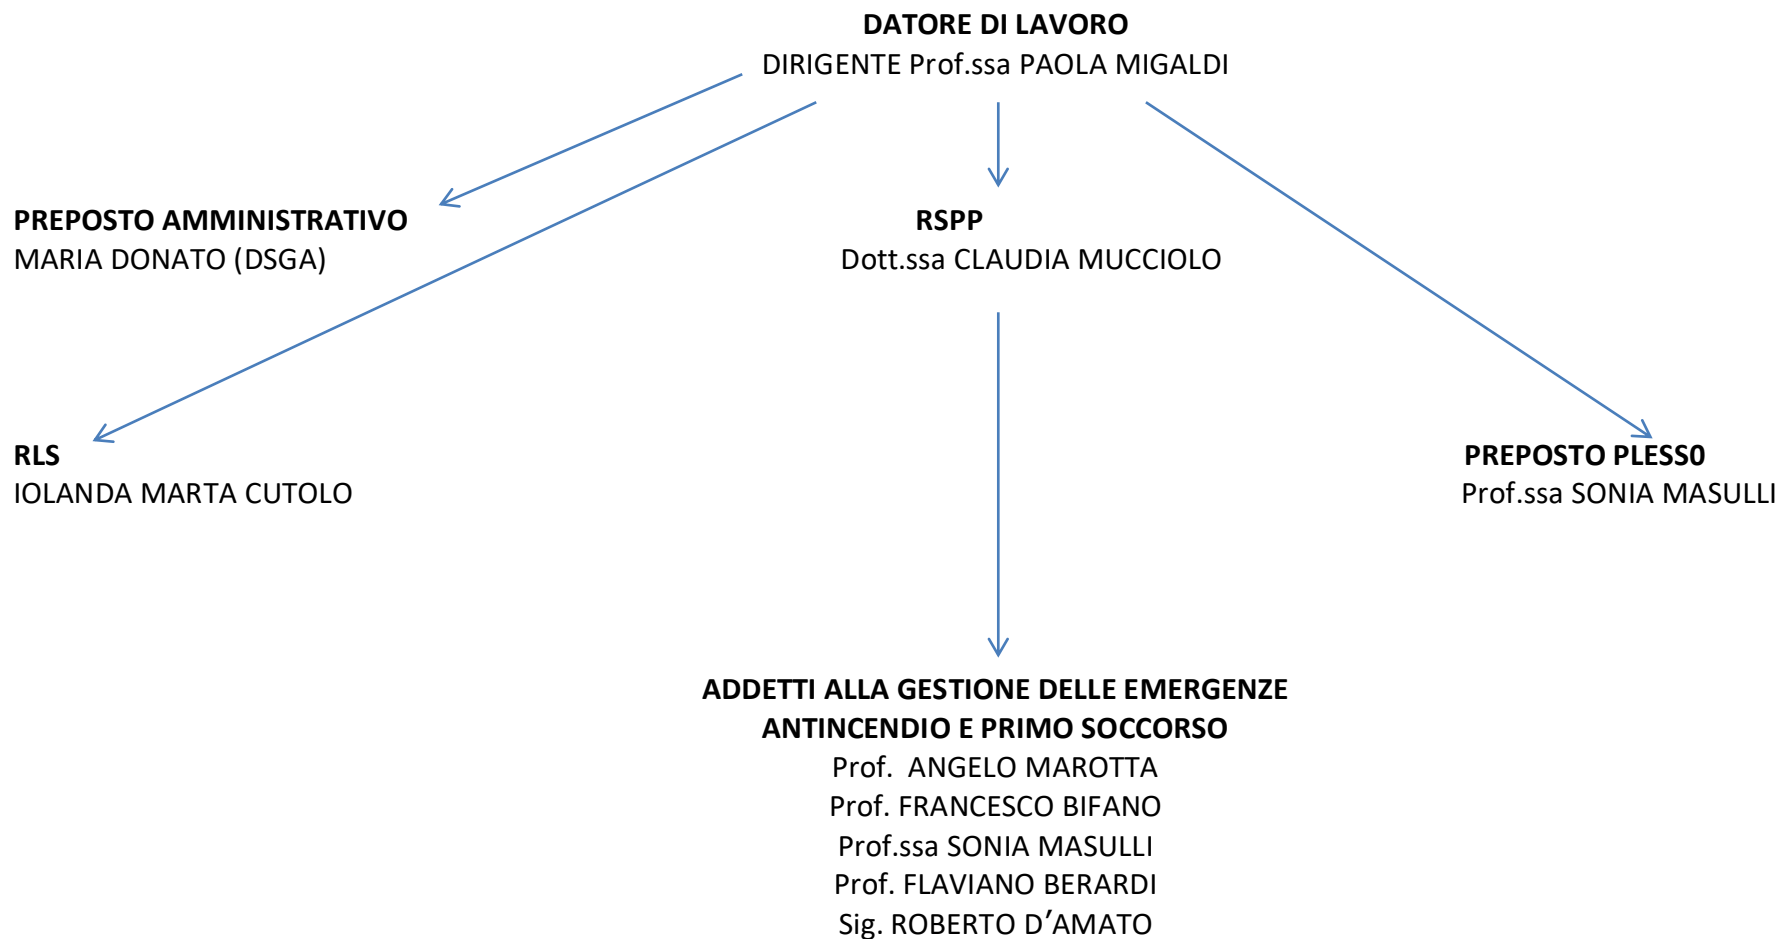 DATORE DI LAVORO
DIRIGENTE Prof.ssa PAOLA MIGALDI
PREPOSTO AMMINISTRATIVO
MARIA DONATO (DSGA)
RSPP
Dott.ssa CLAUDIA MUCCIOLO
RLS
IOLANDA MARTA CUTOLO
PREPOSTO PLESS0
Prof.ssa SONIA MASULLI
ADDETTI ALLA GESTIONE DELLE EMERGENZE
ANTINCENDIO E PRIMO SOCCORSO
Prof. ANGELO MAROTTA
Prof. FRANCESCO BIFANO
Prof.ssa SONIA MASULLI
Prof. FLAVIANO BERARDI
Sig. ROBERTO D’AMATO